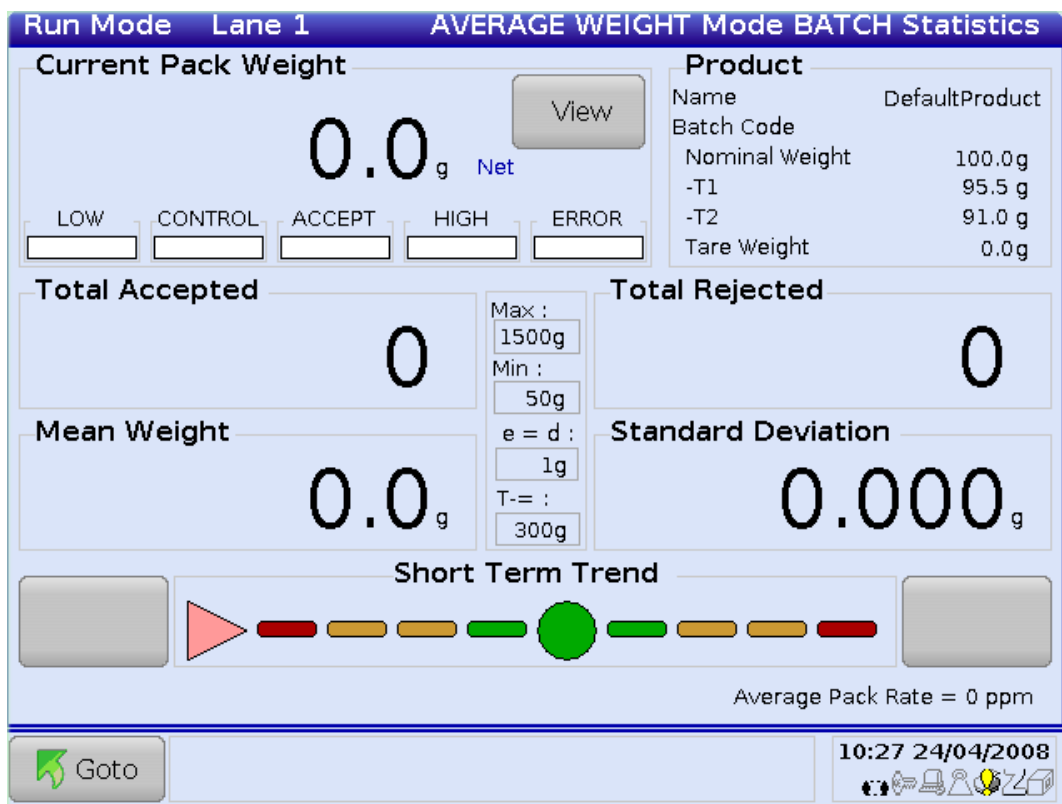 Run Mode Lane 1 AVERAGE WEIGHT Mode BATCH Statistics
Current Pack Weight
View
0.0 g Net
LOW CONTROL ACCEPT HIGH ERROR
Product
Name DefaultProduct
Batch Code
Nominal Weight 100.0g
-T1 95.5 g
-T2 91.0 g
Tare Weight 0.0g
Total Accepted
0
Max :
1500g
Min :
50g
e = d :
1g
T-= :
300g
Total Rejected
0
Mean Weight
0.0 g
Standard Deviation
0.000 g
Short Term Trend
Average Pack Rate = 0 ppm
Goto
10:27 24/04/2008